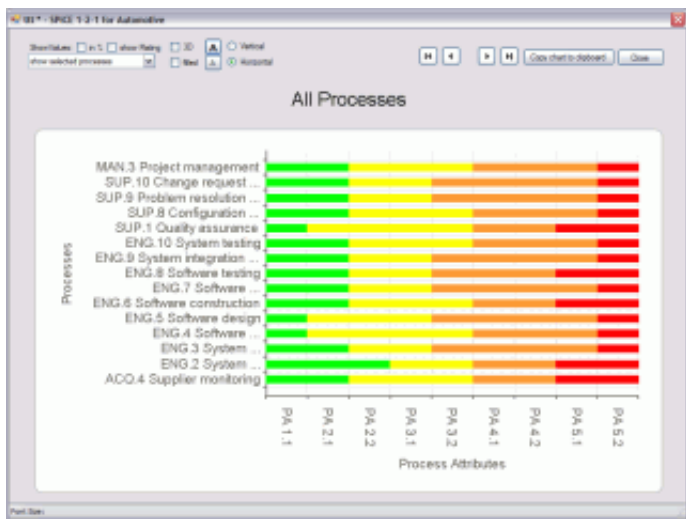 101 * - SPICE 1-2-1 for Automotive
Show Values: in % show Rating 3D A Vertical
show selected processes A Horizontal
Copy chart to clipboard Close
All Processes
MAN.3 Project management
SUP.10 Change request ...
SUP.9 Problem resolution ...
SUP.8 Configuration ...
SUP.1 Quality assurance
ENG.10 System testing
ENG.9 System integration ...
ENG.8 Software testing
ENG.7 Software ...
ENG.6 Software construction
ENG.5 Software design
ENG.4 Software ...
ENG.3 System ...
ENG.2 System ...
ACQ.4 Supplier monitoring
Processes
PA 1.1 PA 2.1 PA 2.2 PA 3.1 PA 3.2 PA 4.1 PA 4.2 PA 5.1 PA 5.2
Process Attributes
Font Size: